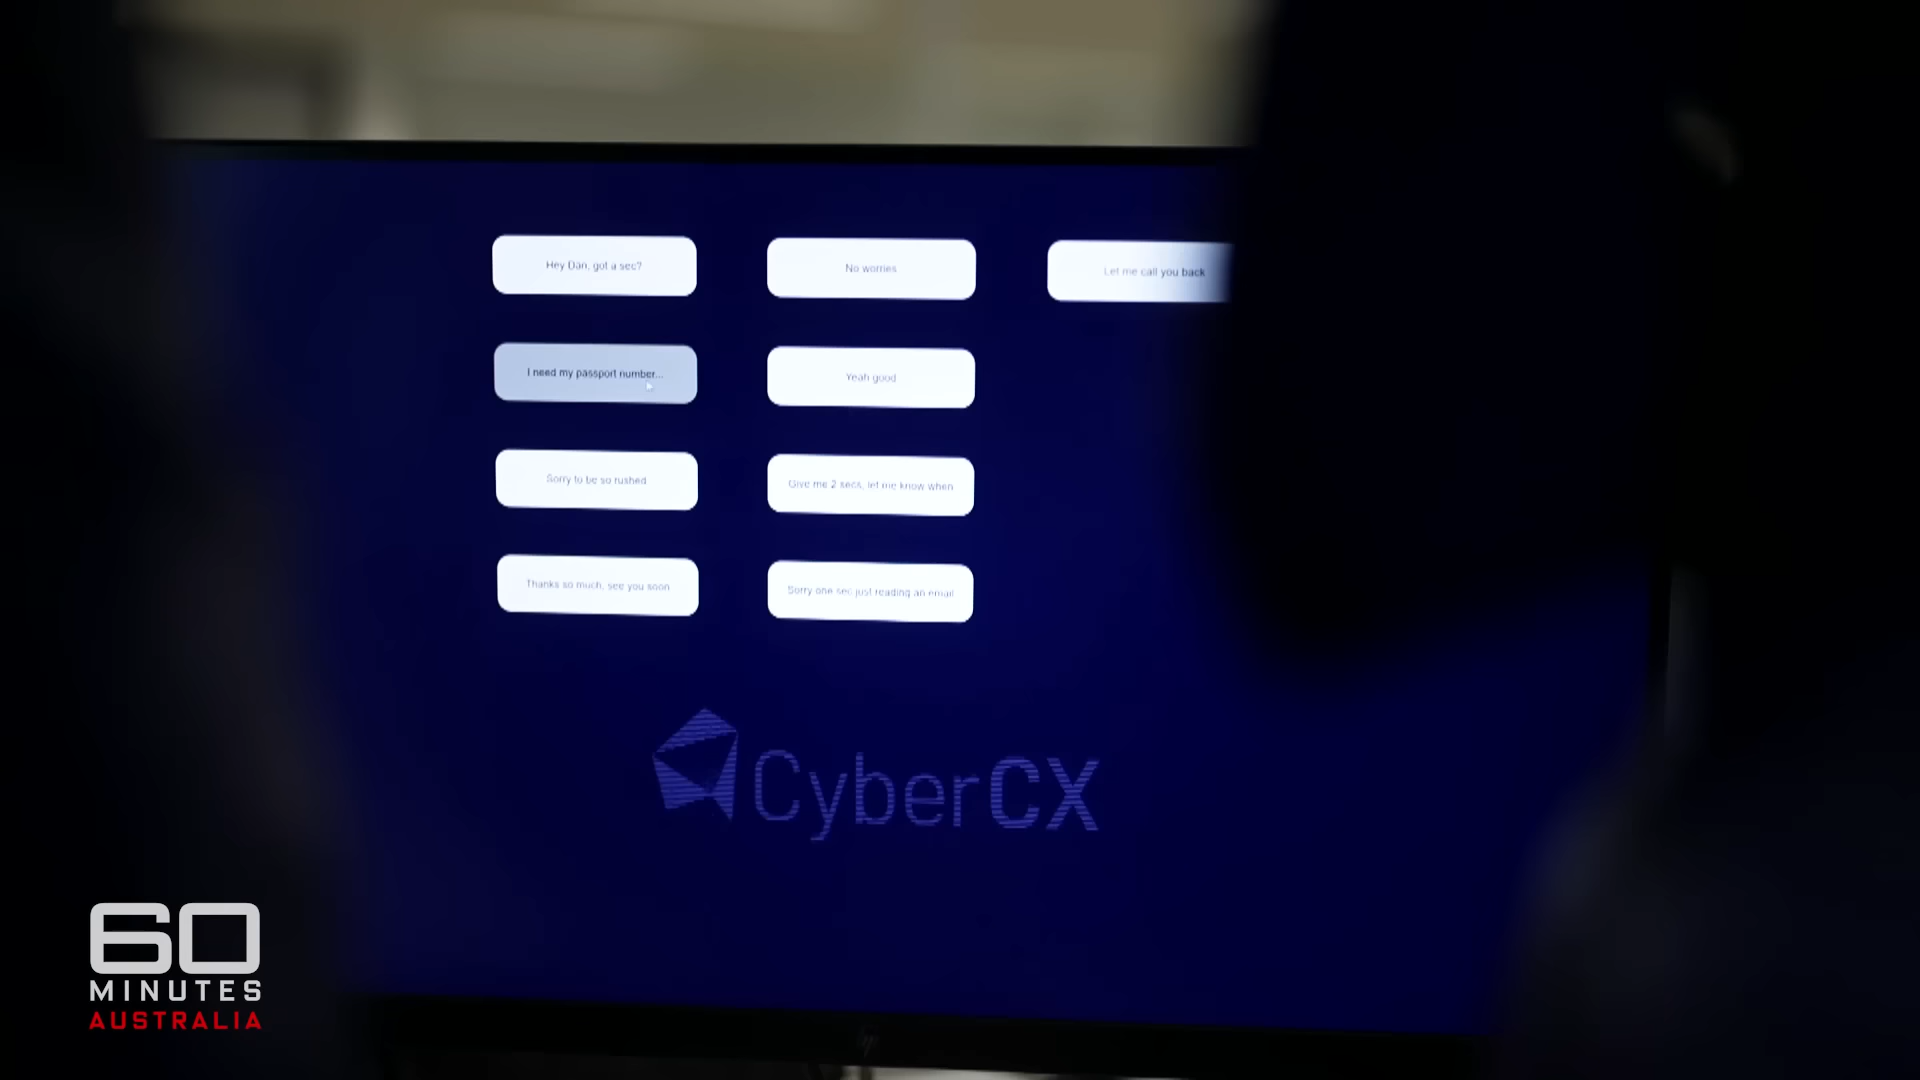 Hey Dan, got a sec?
No worries
Let me call you back
I need my passport number...
Yeah good
Sorry to be so rushed
Give me 2 secs, let me know when
Thanks so much, see you soon
Sorry one sec just reading an email
CyberCX
60
MINUTES
AUSTRALIA
hp